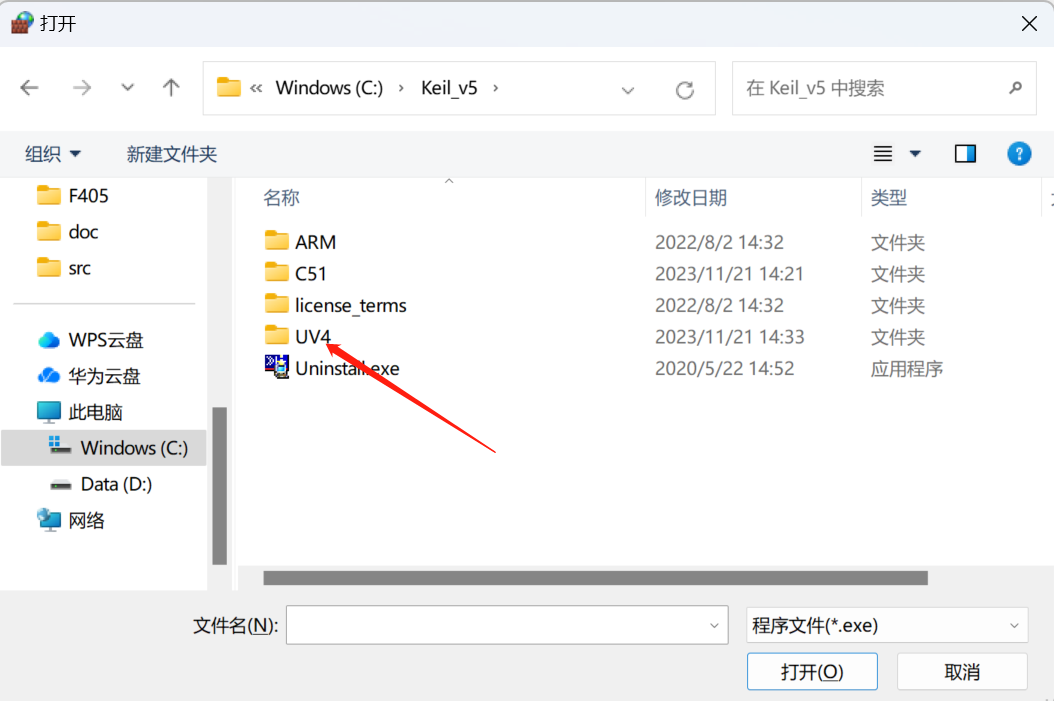 打开
« Windows (C:) › Keil_v5 ›
在 Keil_v5 中搜索
组织 新建文件夹
F405
doc
src
WPS云盘
华为云盘
此电脑
Windows (C:)
Data (D:)
网络
名称 修改日期 类型
ARM 2022/8/2 14:32 文件夹
C51 2023/11/21 14:21 文件夹
license_terms 2022/8/2 14:32 文件夹
UV4 2023/11/21 14:33 文件夹
Uninstall.exe 2020/5/22 14:52 应用程序
文件名(N):
程序文件(*.exe)
打开(O) 取消